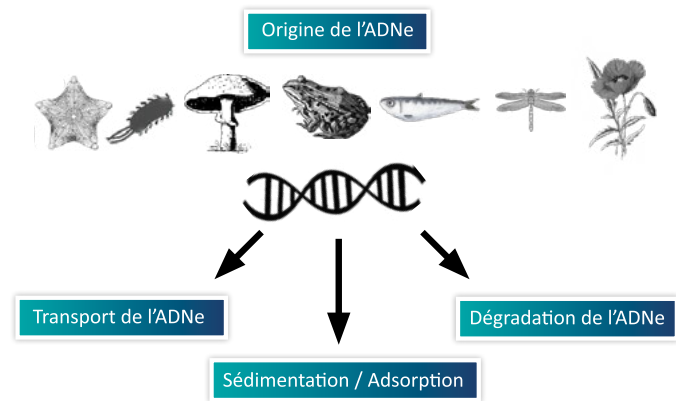 Origine de l'ADNe
Transport de l'ADNe
Dégradation de l'ADNe
Sédimentation / Adsorption